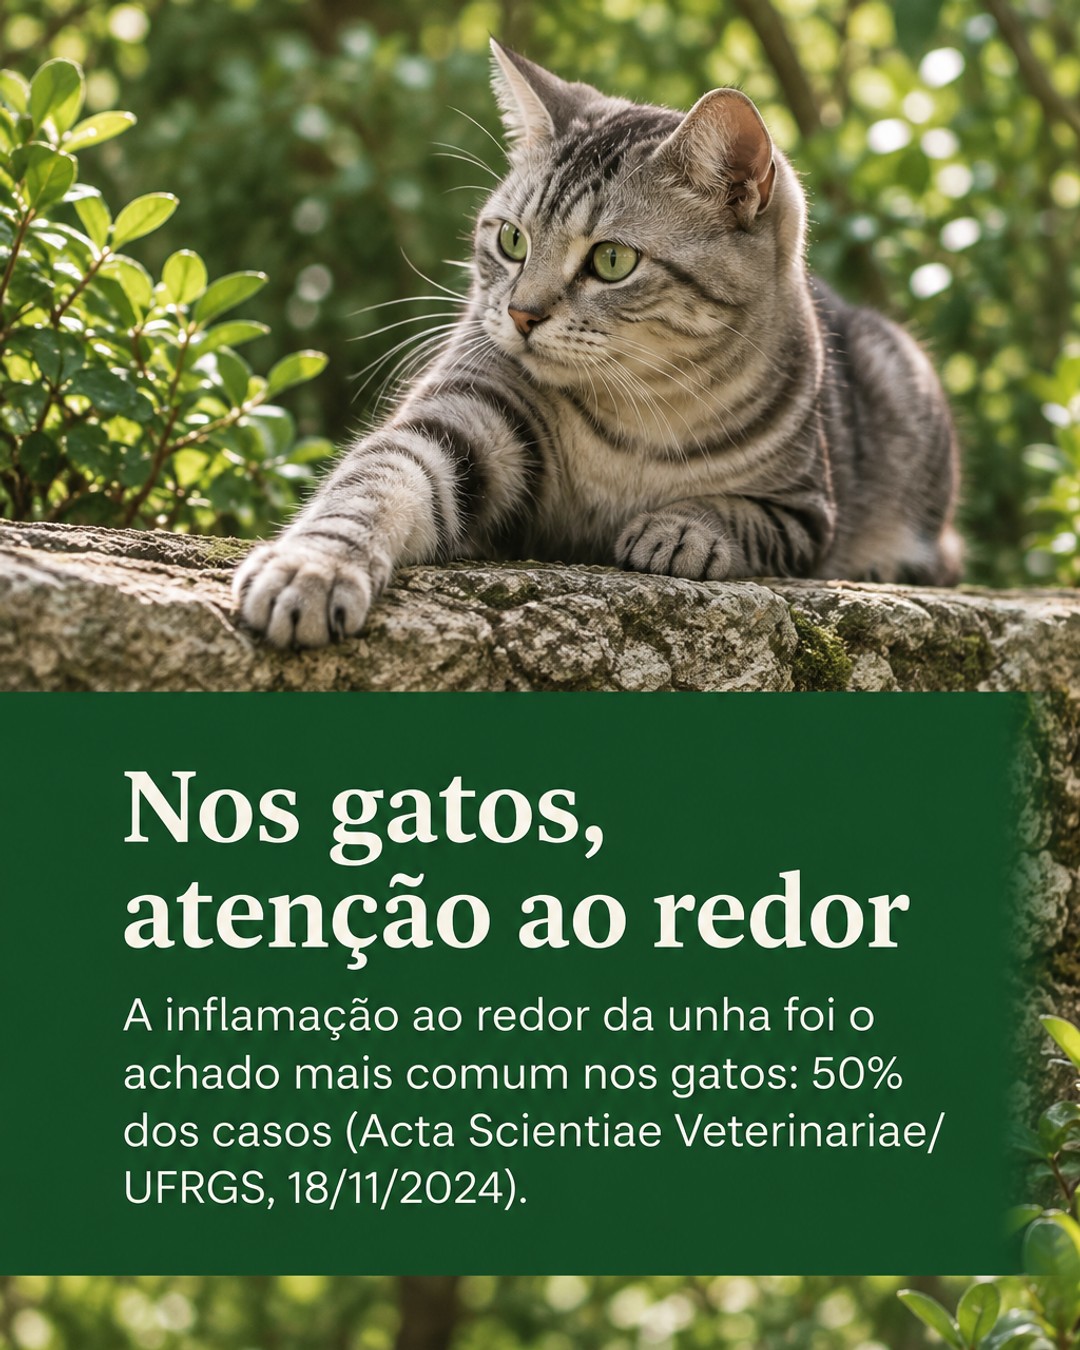 Nos gatos,
atenção ao redor
A inflamação ao redor da unha foi o
achado mais comum nos gatos: 50%
dos casos (Acta Scientiae Veterinariae/
UFRGS, 18/11/2024).